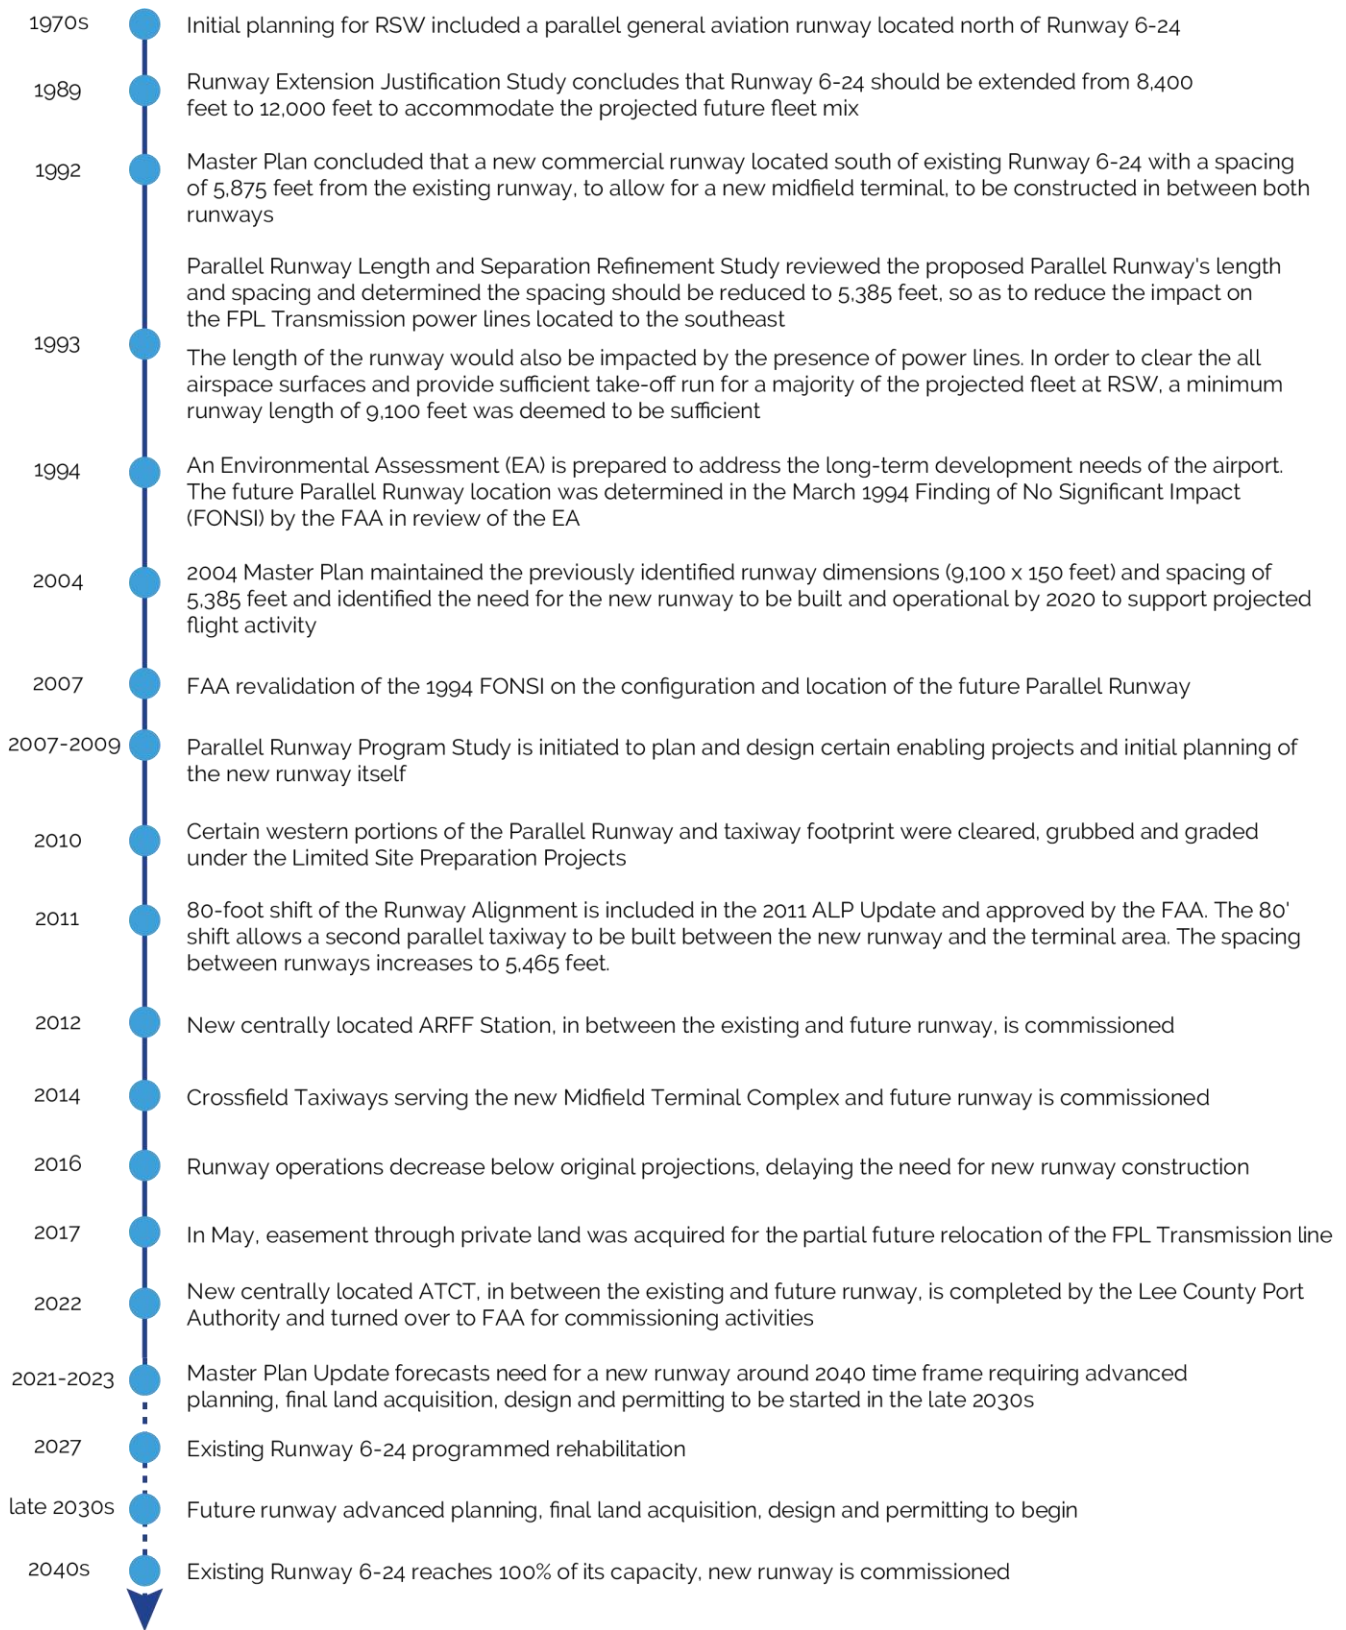 1970s
Initial planning for RSW included a parallel general aviation runway located north of Runway 6-24
1989
Runway Extension Justification Study concludes that Runway 6-24 should be extended from 8,400
feet to 12,000 feet to accommodate the projected future fleet mix
1992
Master Plan concluded that a new commercial runway located south of existing Runway 6-24 with a spacing
of 5,875 feet from the existing runway, to allow for a new midfield terminal, to be constructed in between both
runways
1993
Parallel Runway Length and Separation Refinement Study reviewed the proposed Parallel Runway's length
and spacing and determined the spacing should be reduced to 5,385 feet, so as to reduce the impact on
the FPL Transmission power lines located to the southeast
The length of the runway would also be impacted by the presence of power lines. In order to clear the all
airspace surfaces and provide sufficient take-off run for a majority of the projected fleet at RSW, a minimum
runway length of 9,100 feet was deemed to be sufficient
1994
An Environmental Assessment (EA) is prepared to address the long-term development needs of the airport.
The future Parallel Runway location was determined in the March 1994 Finding of No Significant Impact
(FONSI) by the FAA in review of the EA
2004
2004 Master Plan maintained the previously identified runway dimensions (9,100 x 150 feet) and spacing of
5,385 feet and identified the need for the new runway to be built and operational by 2020 to support projected
flight activity
2007
FAA revalidation of the 1994 FONSI on the configuration and location of the future Parallel Runway
2007-2009
Parallel Runway Program Study is initiated to plan and design certain enabling projects and initial planning of
the new runway itself
2010
Certain western portions of the Parallel Runway and taxiway footprint were cleared, grubbed and graded
under the Limited Site Preparation Projects
2011
80-foot shift of the Runway Alignment is included in the 2011 ALP Update and approved by the FAA. The 80'
shift allows a second parallel taxiway to be built between the new runway and the terminal area. The spacing
between runways increases to 5,465 feet.
2012
New centrally located ARFF Station, in between the existing and future runway, is commissioned
2014
Crossfield Taxiways serving the new Midfield Terminal Complex and future runway is commissioned
2016
Runway operations decrease below original projections, delaying the need for new runway construction
2017
In May, easement through private land was acquired for the partial future relocation of the FPL Transmission line
2022
New centrally located ATCT, in between the existing and future runway, is completed by the Lee County Port
Authority and turned over to FAA for commissioning activities
2021-2023
Master Plan Update forecasts need for a new runway around 2040 time frame requiring advanced
planning, final land acquisition, design and permitting to be started in the late 2030s
2027
Existing Runway 6-24 programmed rehabilitation
late 2030s
Future runway advanced planning, final land acquisition, design and permitting to begin
2040s
Existing Runway 6-24 reaches 100% of its capacity, new runway is commissioned